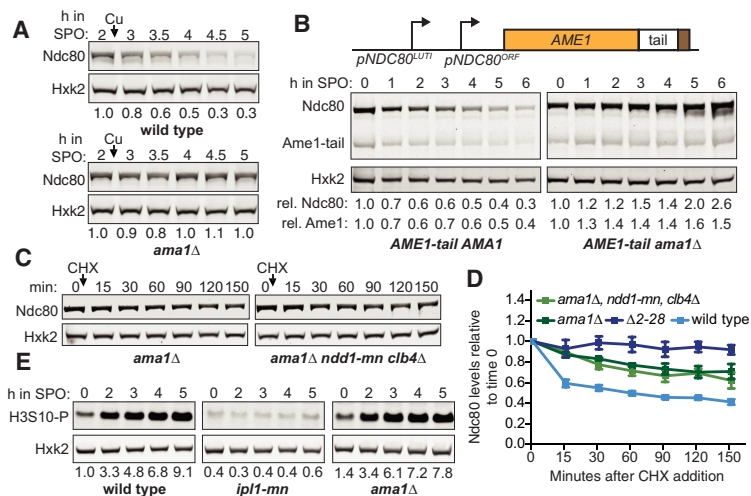 A
h in Cu
SPO: 2 3 3.5 4 4.5 5
Ndc80
Hxk2
1.0 0.8 0.6 0.5 0.3 0.3
wild type
h in Cu
SPO: 2 3 3.5 4 4.5 5
Ndc80
Hxk2
1.0 0.9 0.8 1.0 1.1 1.0
ama1Δ
B
AME1 tail
pNDC80^LUTI pNDC80^ORF
h in SPO: 0 1 2 3 4 5 6 0 1 2 3 4 5 6
Ndc80
Ame1-tail
Hxk2
rel. Ndc80: 1.0 0.7 0.6 0.6 0.5 0.4 0.3 1.0 1.2 1.2 1.5 1.4 2.0 2.6
rel. Ame1: 1.0 0.7 0.6 0.7 0.6 0.5 0.4 1.0 1.3 1.4 1.4 1.6 1.6 1.5
AME1-tail AMA1 AME1-tail ama1Δ
C
CHX CHX
min: 0 15 30 60 90 120 150 0 15 30 60 90 120 150
Ndc80
Hxk2
ama1Δ ama1Δ ndd1-mn clb4Δ
D
ama1Δ, ndd1-mn, clb4Δ
ama1Δ Δ2-28 wild type
Ndc80 levels relative
to time 0
1.4
1.2
1.0
0.8
0.6
0.4
0.2
0.0
0 15 30 60 90 120 150
Minutes after CHX addition
E
h in SPO: 0 2 3 4 5 0 2 3 4 5 0 2 3 4 5
H3S10-P
Hxk2
1.0 3.3 4.8 6.8 9.1 0.4 0.3 0.4 0.4 0.6 1.4 3.4 6.1 7.2 7.8
wild type ipl1-mn ama1Δ